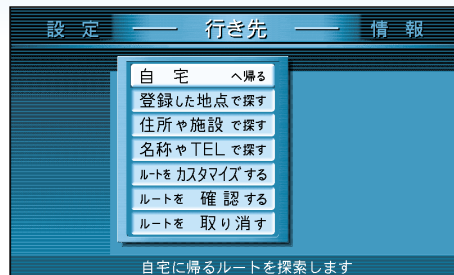 設定 行き先 情報
自宅へ帰る
登録した地点で探す
住所や施設で探す
名称やTELで探す
ルートをカスタマイズする
ルートを確認する
ルートを取り消す
自宅に帰るルートを探索します